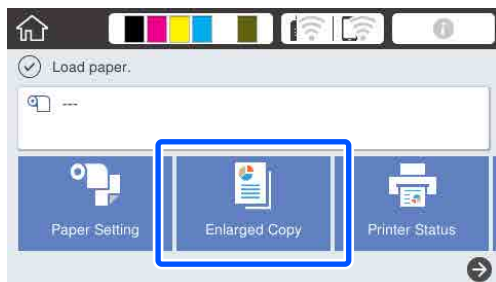 Load paper.
---
Paper Setting
Enlarged Copy
Printer Status